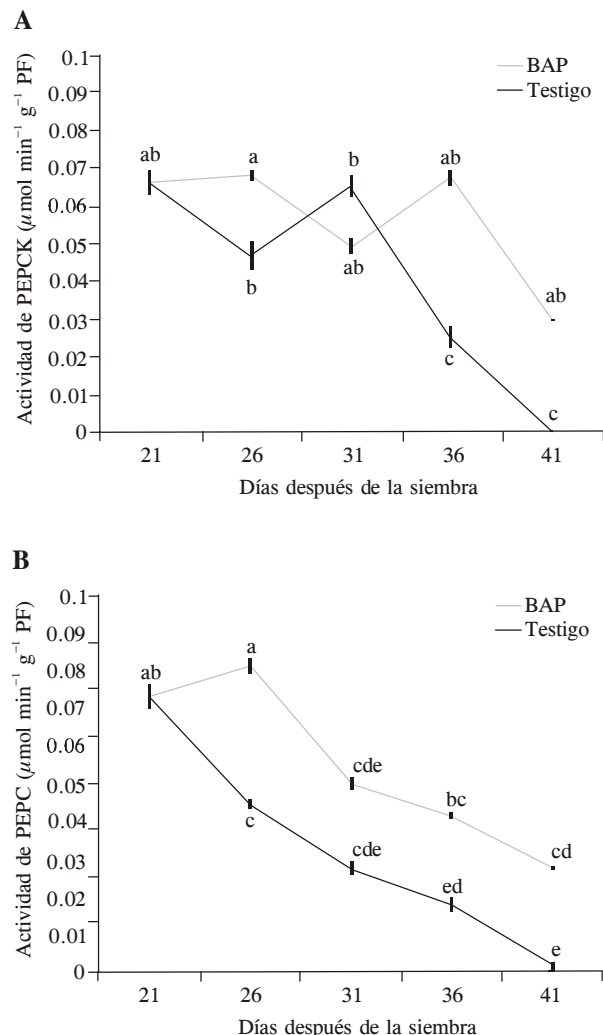 A
0.1
0.09
0.08
0.07
0.06
0.05
0.04
0.03
0.02
0.01
0
Actividad de PEPCK (μmol min⁻¹ g⁻¹ PF)
BAP
Testigo
ab
a
b
ab
b
ab
ab
c
c
21 26 31 36 41
Días después de la siembra
B
0.1
0.09
0.08
0.07
0.06
0.05
0.04
0.03
0.02
0.01
0
Actividad de PEPC (μmol min⁻¹ g⁻¹ PF)
BAP
Testigo
ab
a
cde
bc
c
cd
cde
ed
e
21 26 31 36 41
Días después de la siembra